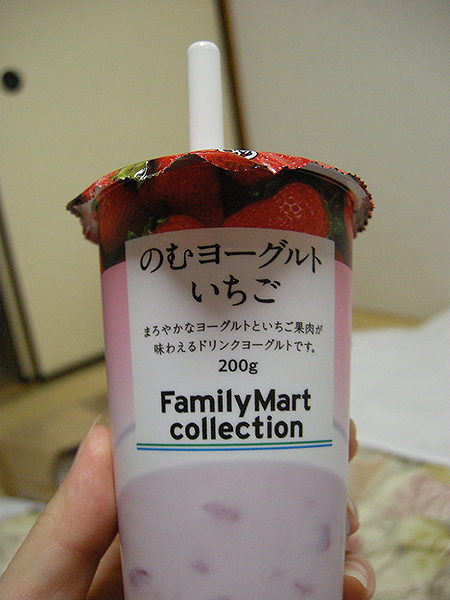 のむヨーグルト
いちご
まろやかなヨーグルトといちご果肉が
味わえるドリンクヨーグルトです。
200g
FamilyMart
collection